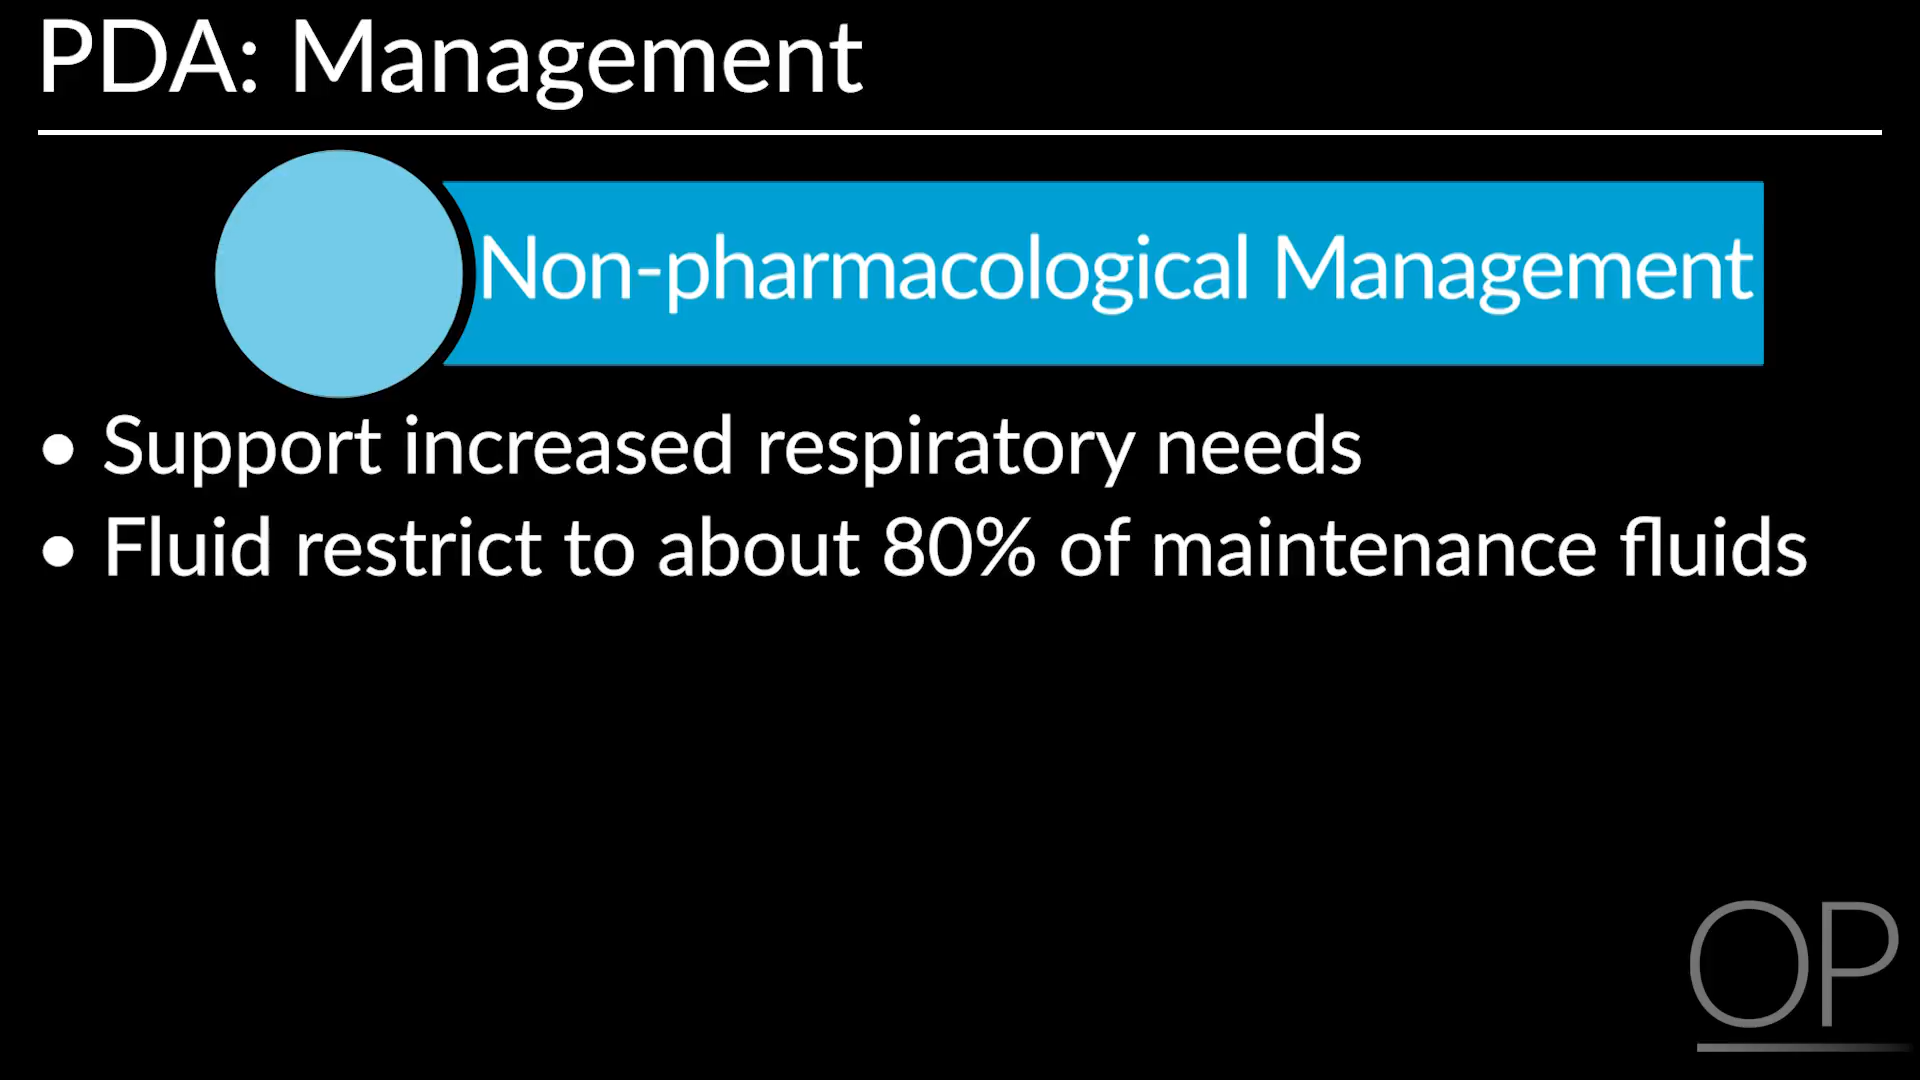 PDA: Management
Non-pharmacological Management
• Support increased respiratory needs
• Fluid restrict to about 80% of maintenance fluids
OP